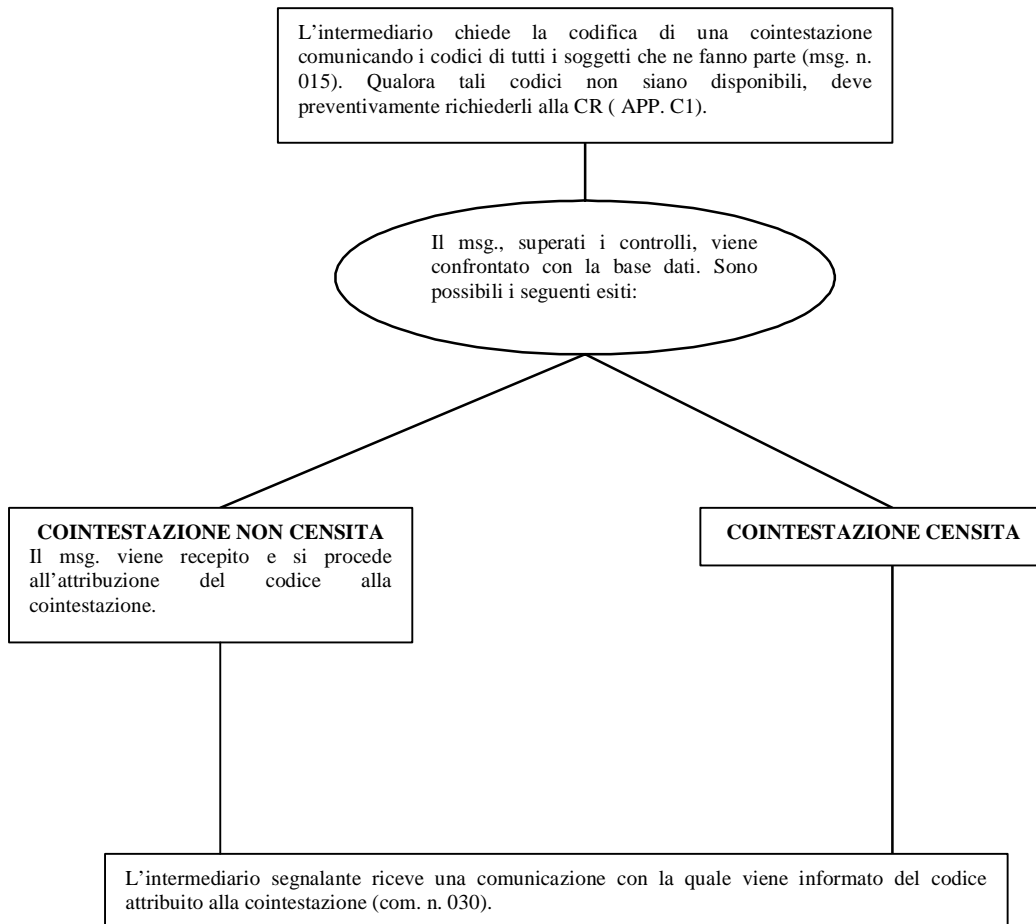 L’intermediario chiede la codifica di una cointestazione
comunicando i codici di tutti i soggetti che ne fanno parte (msg. n.
015). Qualora tali codici non siano disponibili, deve
preventivamente richiederli alla CR ( APP. C1).
Il msg., superati i controlli, viene
confrontato con la base dati. Sono
possibili i seguenti esiti:
COINTESTAZIONE NON CENSITA
Il msg. viene recepito e si procede
all’attribuzione del codice alla
cointestazione.
COINTESTAZIONE CENSITA
L’intermediario segnalante riceve una comunicazione con la quale viene informato del codice
attribuito alla cointestazione (com. n. 030).